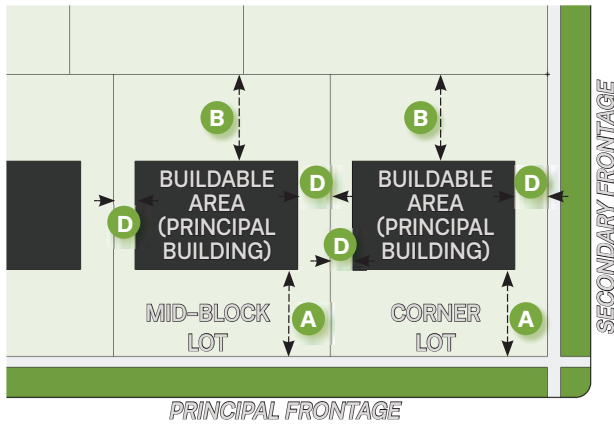 B
B
BUILDABLE
AREA
(PRINCIPAL
BUILDING)
D
D
BUILDABLE
AREA
(PRINCIPAL
BUILDING)
D
D
MID–BLOCK
LOT
A
CORNER
LOT
A
SECONDARY FRONTAGE
PRINCIPAL FRONTAGE